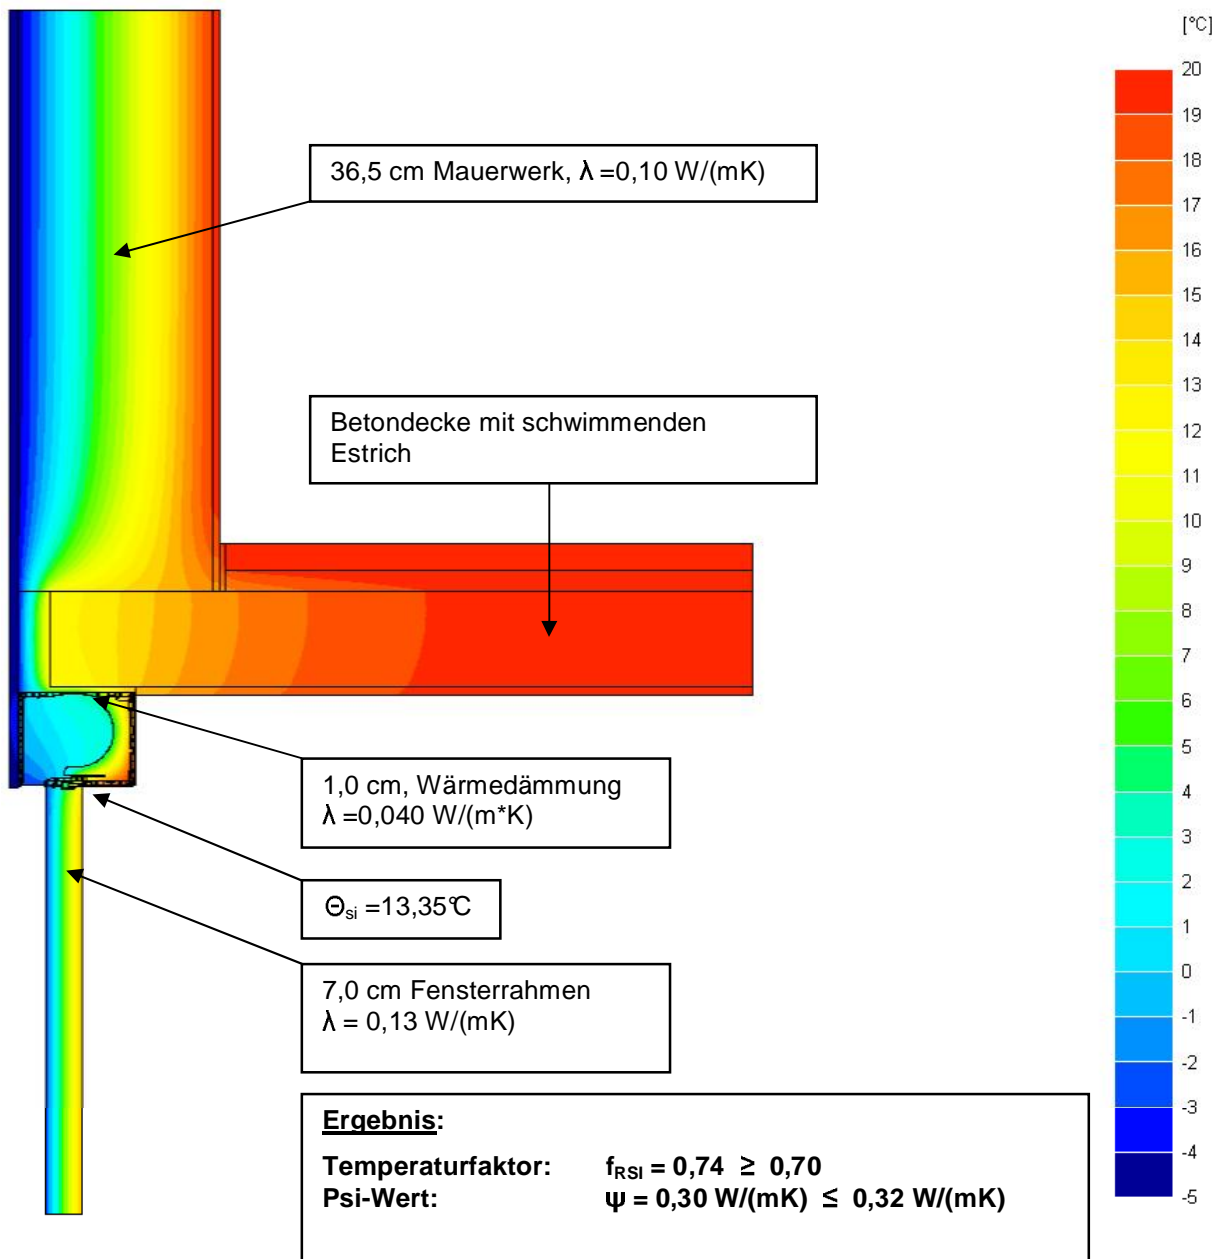 [°C]
20
19
18
17
16
15
14
13
12
11
10
9
8
7
6
5
4
3
2
1
0
-1
-2
-3
-4
-5
36,5 cm Mauerwerk, λ =0,10 W/(mK)
Betondecke mit schwimmenden
Estrich
1,0 cm, Wärmedämmung
λ =0,040 W/(m*K)
Θsi =13,35°C
7,0 cm Fensterrahmen
λ = 0,13 W/(mK)
Ergebnis:
Temperaturfaktor: fRSI = 0,74 ≥ 0,70
Psi-Wert: ψ = 0,30 W/(mK) ≤ 0,32 W/(mK)